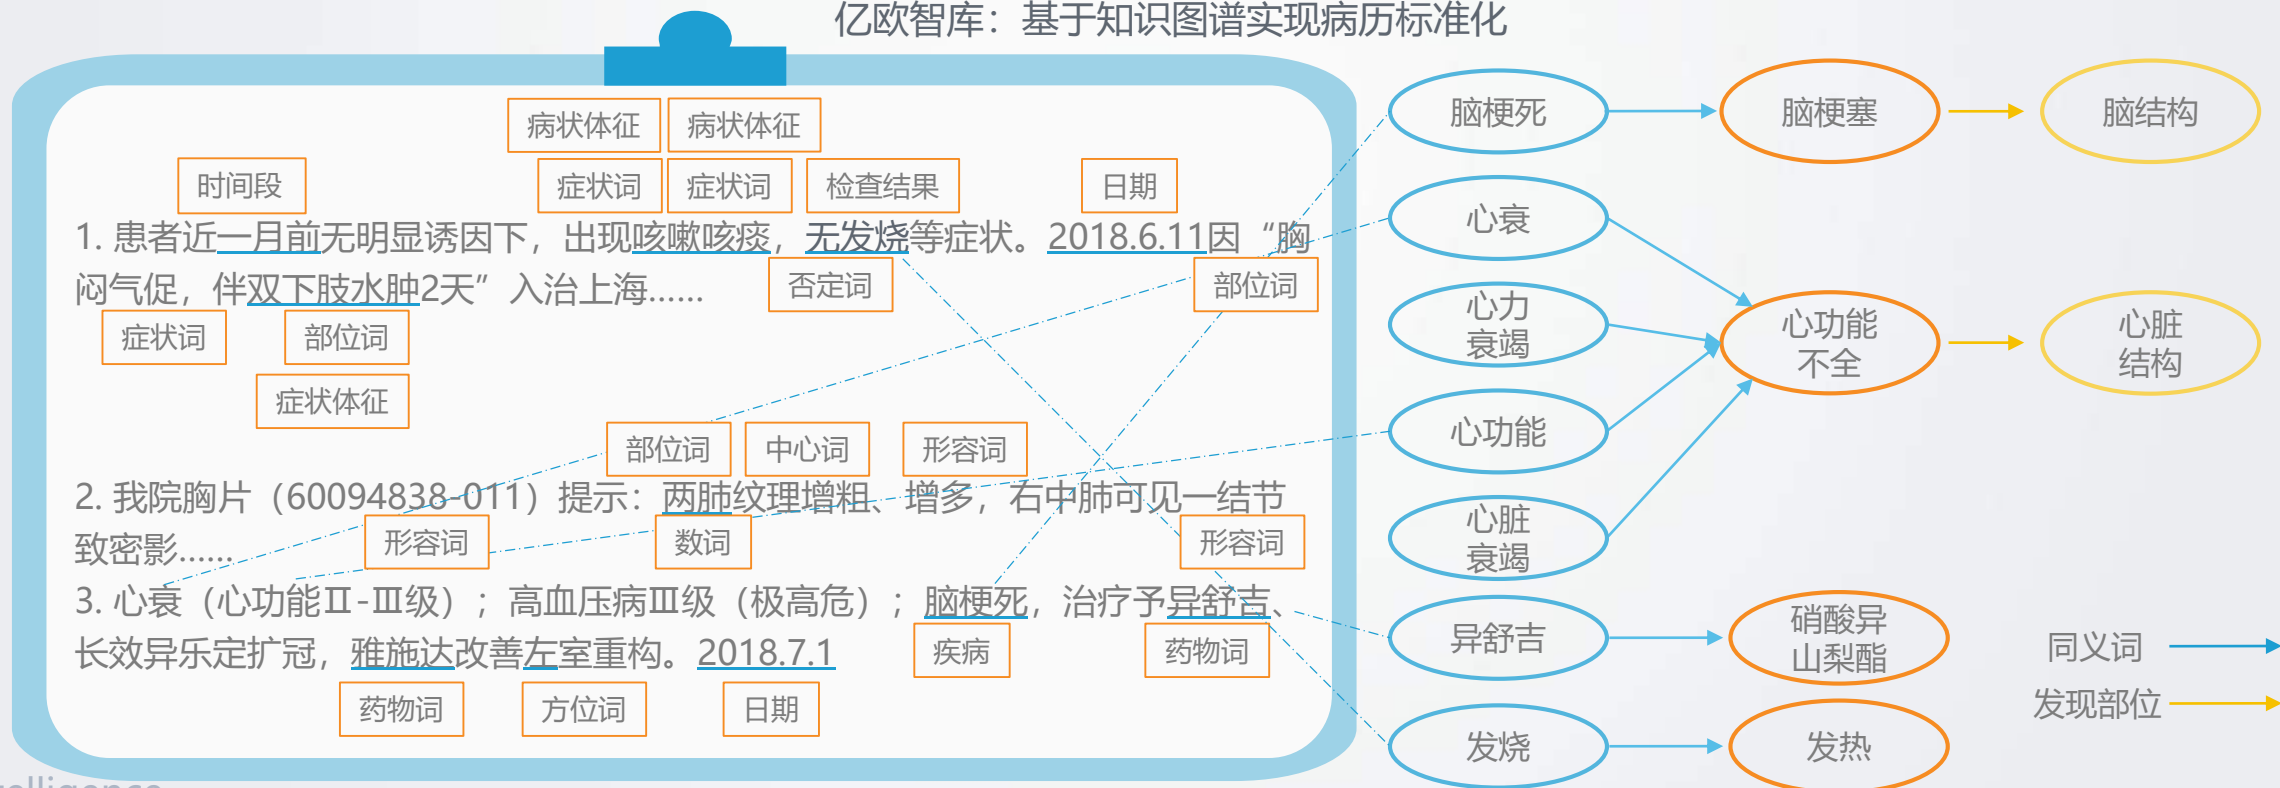 亿欧智库：基于知识图谱实现病历标准化
病状体征
病状体征
时间段
症状词
症状词
检查结果
日期
1. 患者近一月前无明显诱因下，出现咳嗽咳痰，无发烧等症状。2018.6.11因“胸
闷气促，伴双下肢水肿2天”入治上海……
否定词
部位词
症状词
部位词
症状体征
部位词
中心词
形容词
2. 我院胸片（60094838-011）提示：两肺纹理增粗、增多，右中肺可见一结节
致密影……
形容词
数词
形容词
3. 心衰（心功能Ⅱ-Ⅲ级）；高血压病Ⅲ级（极高危）；脑梗死，治疗予异舒吉、
长效异乐定扩冠，雅施达改善左室重构。2018.7.1
疾病
药物词
药物词
方位词
日期
脑梗死
脑梗塞
脑结构
心衰
心力
衰竭
心功能
不全
心脏
结构
心功能
心脏
衰竭
异舒吉
硝酸异
山梨酯
发烧
发热
同义词
发现部位